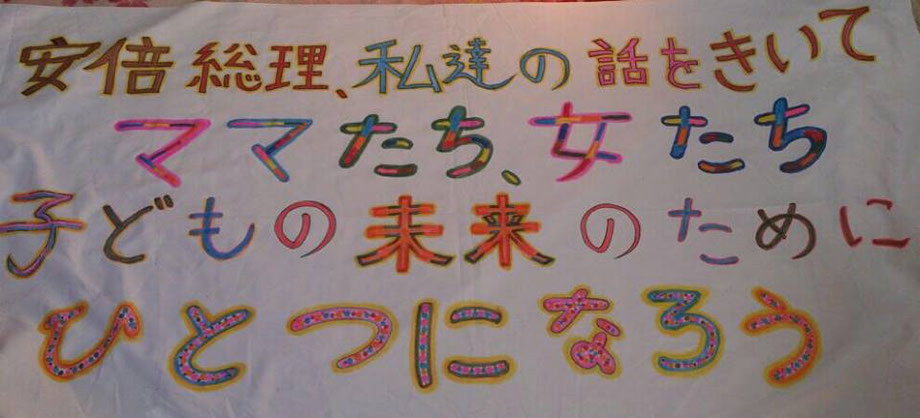 安倍総理、私達の話をきいて
ママたち、女たち
子どもの未来のために
ひとつになろう